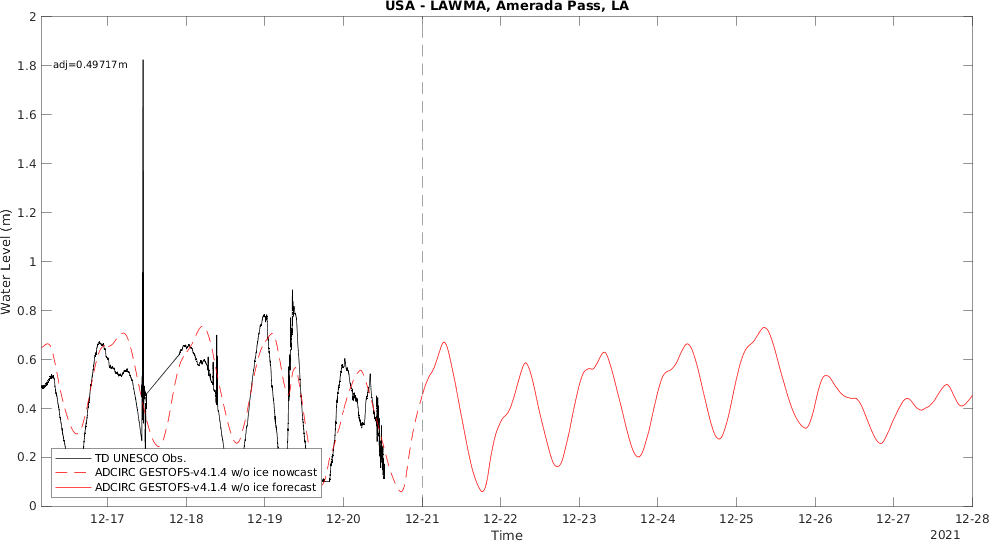 USA - LAWMA, Amerada Pass, LA
2
1.8
1.6
1.4
1.2
1
0.8
0.6
0.4
0.2
0
Water Level (m)
adj=0.49717m
TD UNESCO Obs.
ADCIRC GESTOFS-v4.1.4 w/o ice nowcast
ADCIRC GESTOFS-v4.1.4 w/o ice forecast
12-17 12-18 12-19 12-20 12-21 12-22 12-23 12-24 12-25 12-26 12-27 12-28
Time
2021